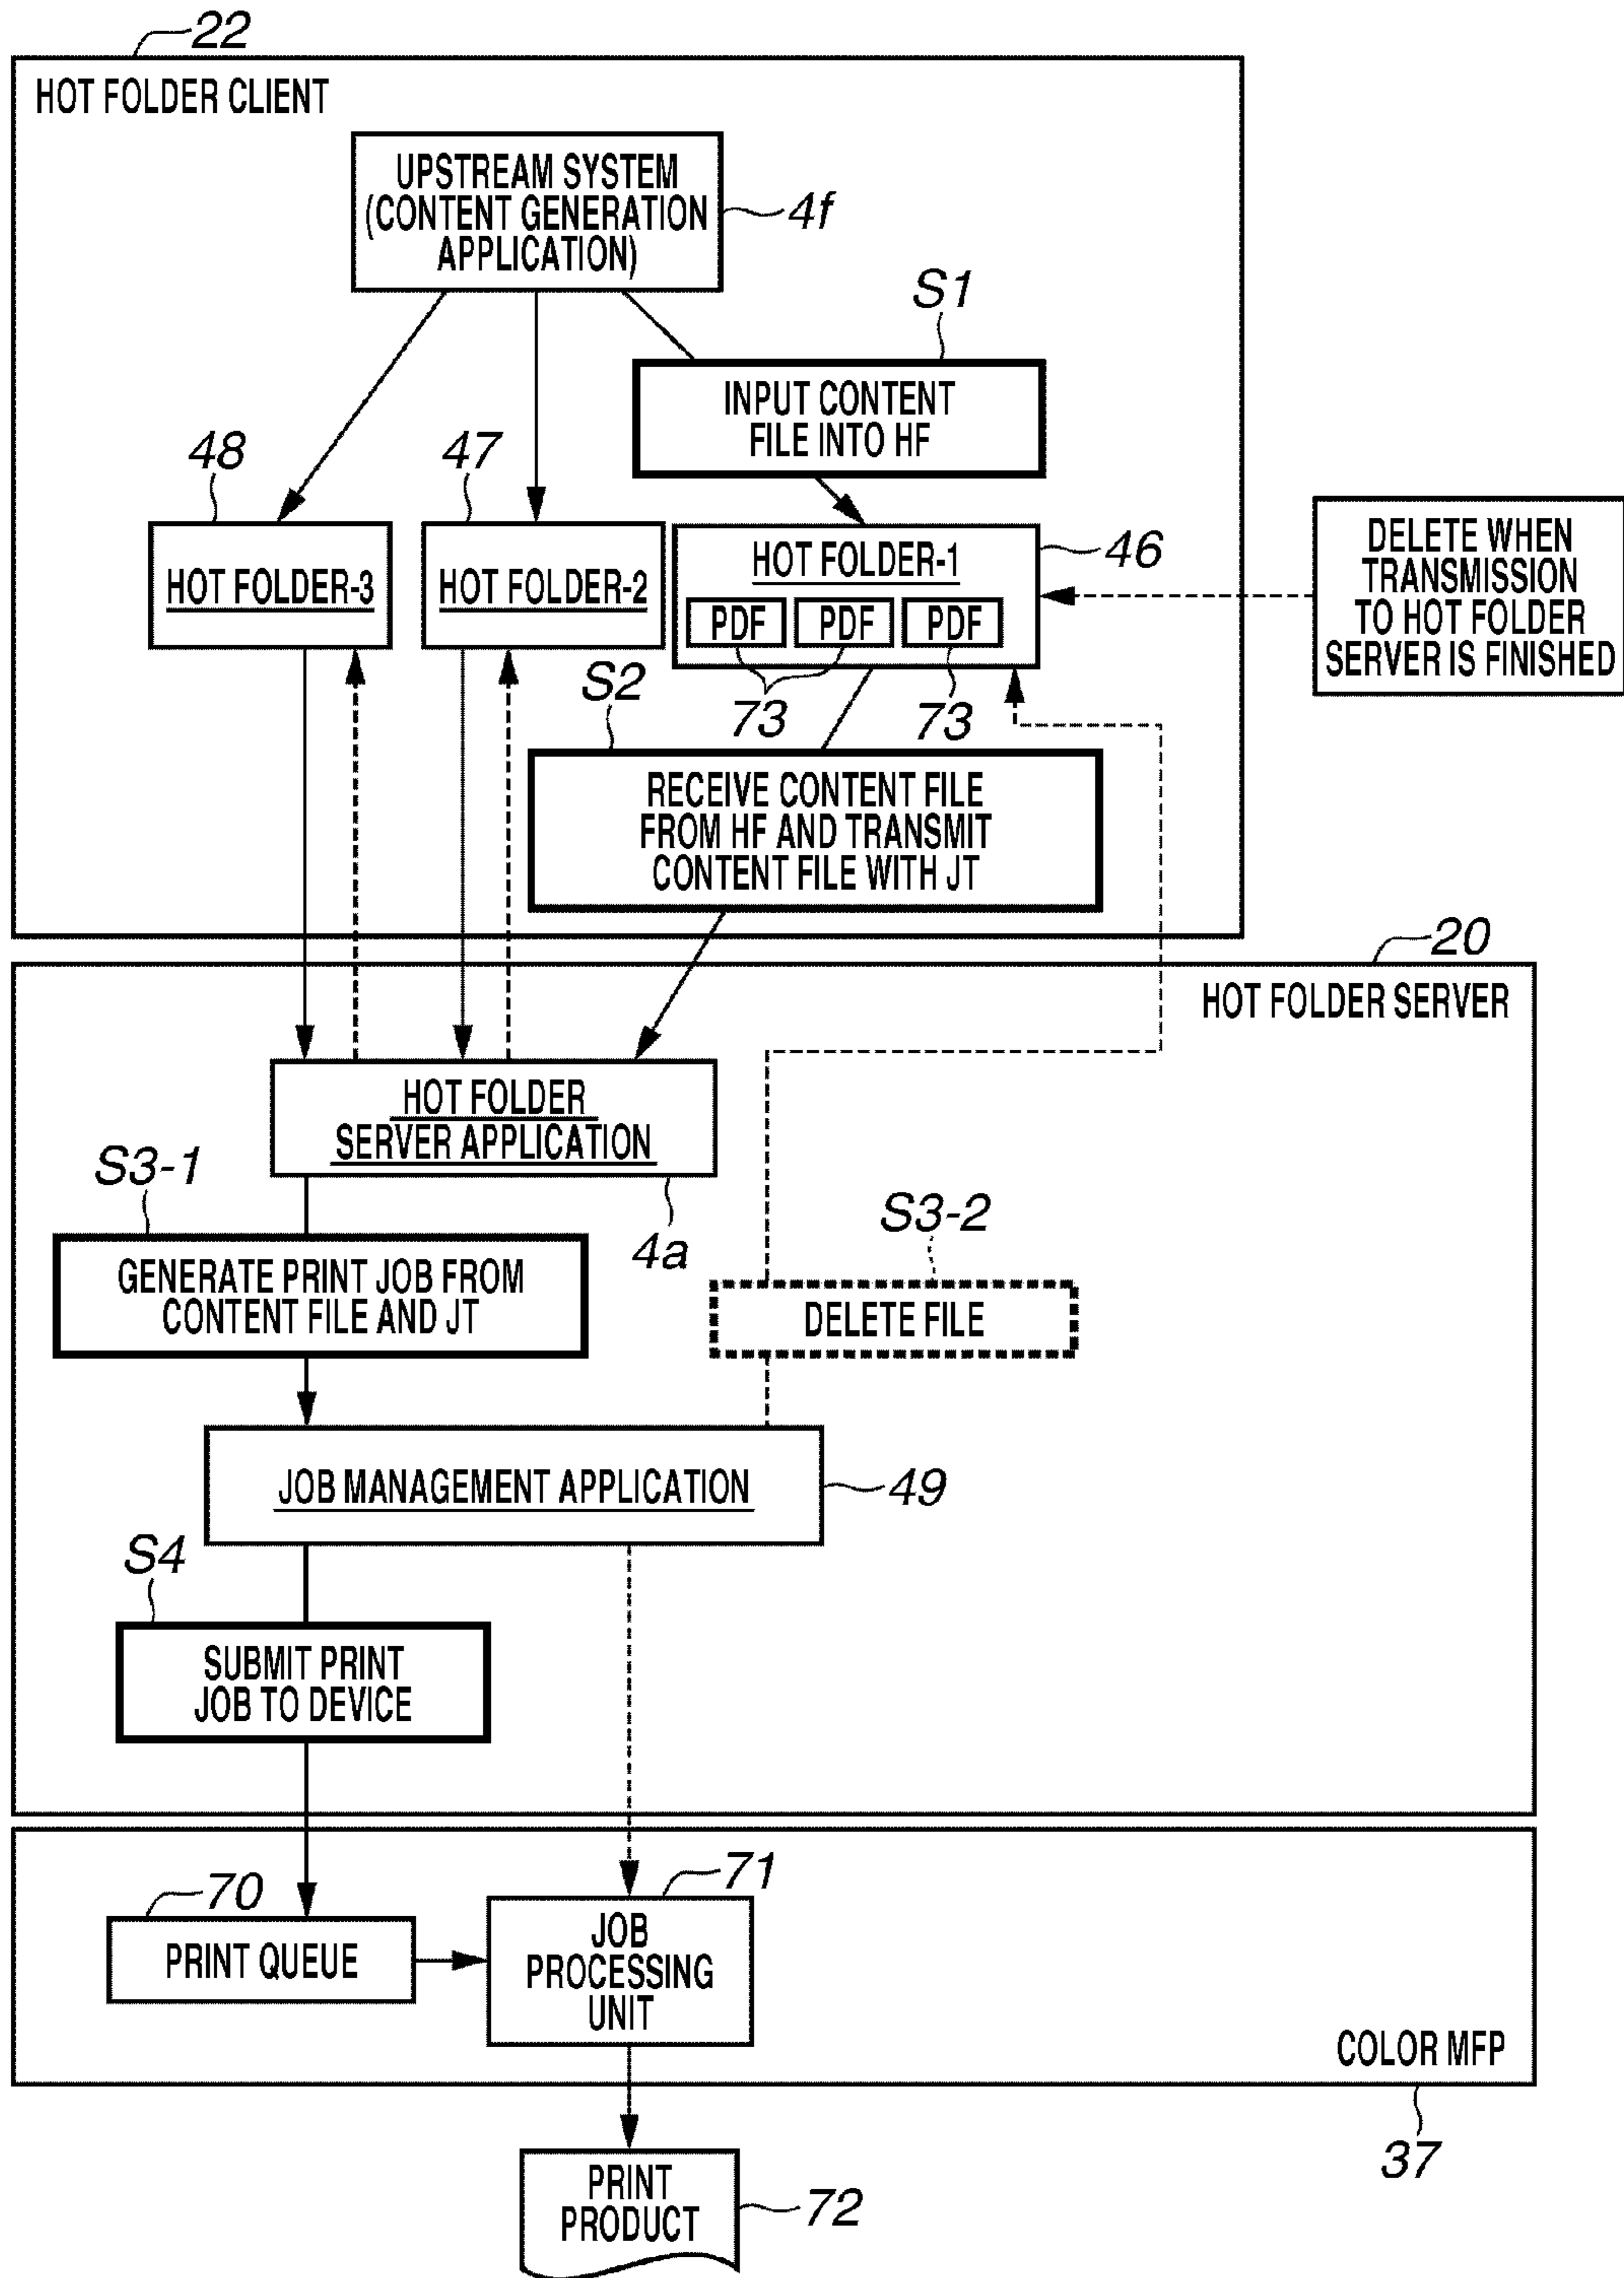 22
HOT FOLDER CLIENT
UPSTREAM SYSTEM
(CONTENT GENERATION
APPLICATION)
4f
S1
INPUT CONTENT
FILE INTO HF
48
47
HOT FOLDER-3
HOT FOLDER-2
HOT FOLDER-1
46
PDF PDF PDF
73 73
DELETE WHEN
TRANSMISSION
TO HOT FOLDER
SERVER IS FINISHED
S2
RECEIVE CONTENT FILE
FROM HF AND TRANSMIT
CONTENT FILE WITH JT
20
HOT FOLDER SERVER
HOT FOLDER
SERVER APPLICATION
4a
S3-1
GENERATE PRINT JOB FROM
CONTENT FILE AND JT
S3-2
DELETE FILE
JOB MANAGEMENT APPLICATION
49
S4
SUBMIT PRINT
JOB TO DEVICE
70
PRINT QUEUE
71
JOB
PROCESSING
UNIT
COLOR MFP
37
PRINT
PRODUCT
72